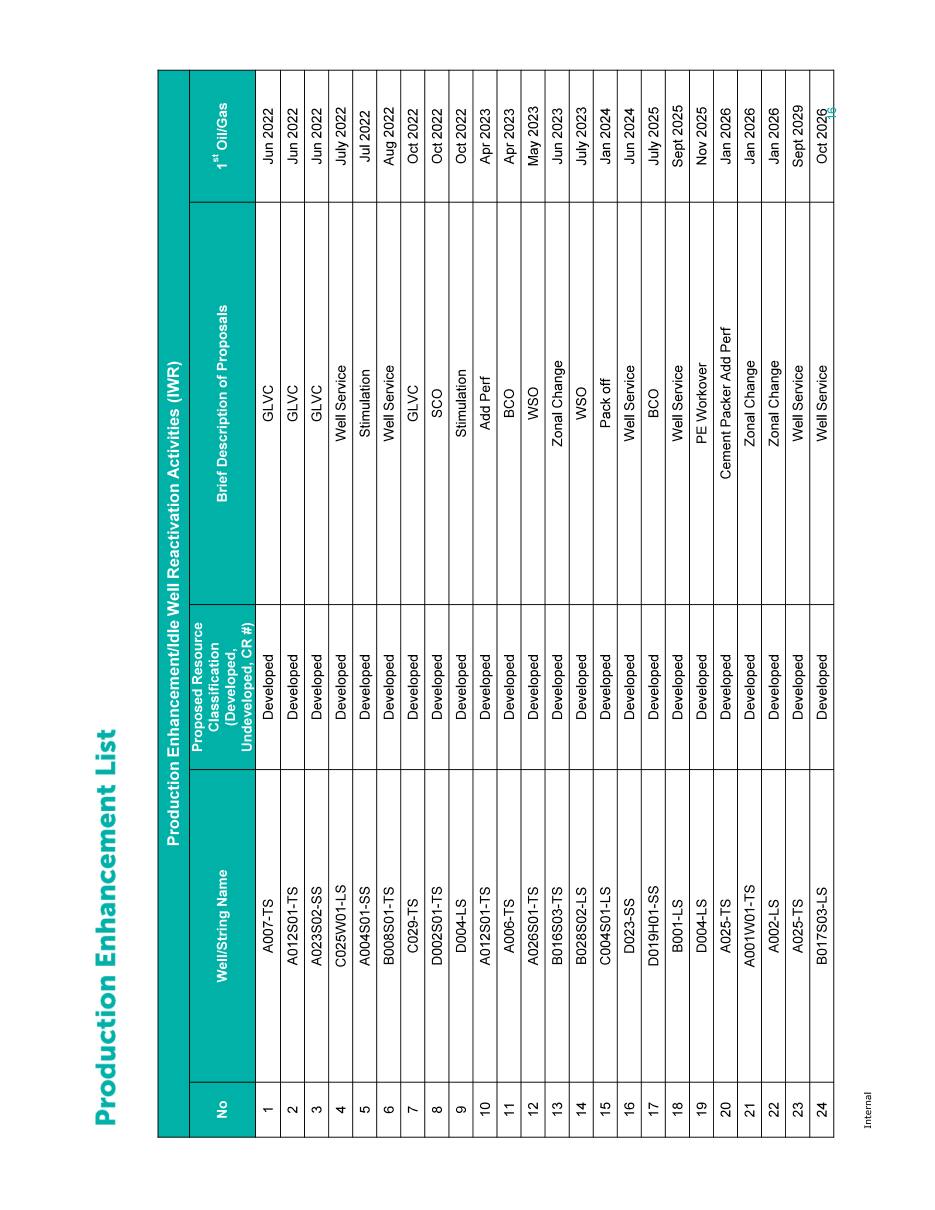 Production Enhancement List
Production Enhancement/Idle Well Reactivation Activities (IWR)
No
Well/String Name
Proposed Resource
Classification
(Developed,
Undeveloped, CR #)
Brief Description of Proposals
1st Oil/Gas
1 A007-TS Developed GLVC Jun 2022
2 A012S01-TS Developed GLVC Jun 2022
3 A023S02-SS Developed GLVC Jun 2022
4 C025W01-LS Developed Well Service July 2022
5 A004S01-SS Developed Stimulation Jul 2022
6 B008S01-TS Developed Well Service Aug 2022
7 C029-TS Developed GLVC Oct 2022
8 D002S01-TS Developed SCO Oct 2022
9 D004-LS Developed Stimulation Oct 2022
10 A012S01-TS Developed Add Perf Apr 2023
11 A006-TS Developed BCO Apr 2023
12 A026S01-TS Developed WSO May 2023
13 B016S03-TS Developed Zonal Change Jun 2023
14 B028S02-LS Developed WSO July 2023
15 C004S01-LS Developed Pack off Jan 2024
16 D023-SS Developed Well Service Jun 2024
17 D019H01-SS Developed BCO July 2025
18 B001-LS Developed Well Service Sept 2025
19 D004-LS Developed PE Workover Nov 2025
20 A025-TS Developed Cement Packer Add Perf Jan 2026
21 A001W01-TS Developed Zonal Change Jan 2026
22 A002-LS Developed Zonal Change Jan 2026
23 A025-TS Developed Well Service Sept 2029
24 B017S03-LS Developed Well Service Oct 2026
16
Internal